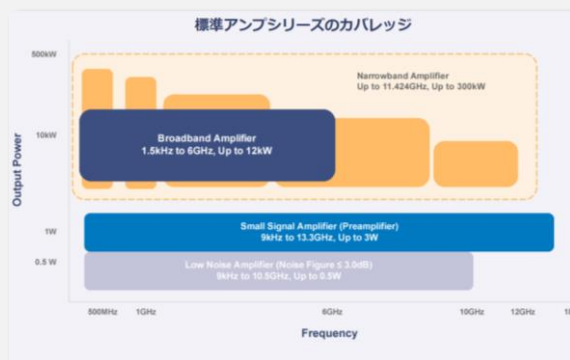 標準アンプシリーズのカバレッジ
500kW
10kW
1W
0.5 W
Output Power
Narrowband Amplifier
Up to 11.424GHz, Up to 300kW
Broadband Amplifier
1.5kHz to 6GHz, Up to 12kW
Small Signal Amplifier (Preamplifier)
9kHz to 13.3GHz, Up to 3W
Low Noise Amplifier (Noise Figure ≤ 3.0dB)
9kHz to 10.5GHz, Up to 0.5W
500MHz 1GHz 6GHz 10GHz 12GHz
Frequency